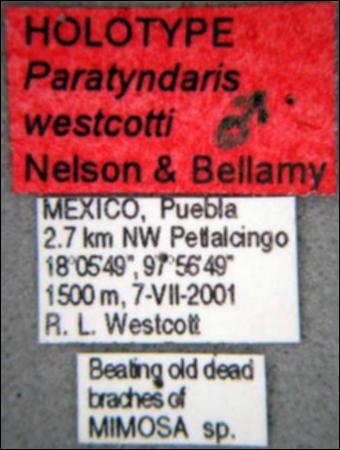 HOLOTYPE
Paratyndaris
westcotti ♂
Nelson & Bellamy
MEXICO, Puebla
2.7 km NW Petlalcingo
18°05'49", 97°56'49"
1500 m, 7-VII-2001
R. L. Westcott
Beating old dead
braches of
MIMOSA sp.